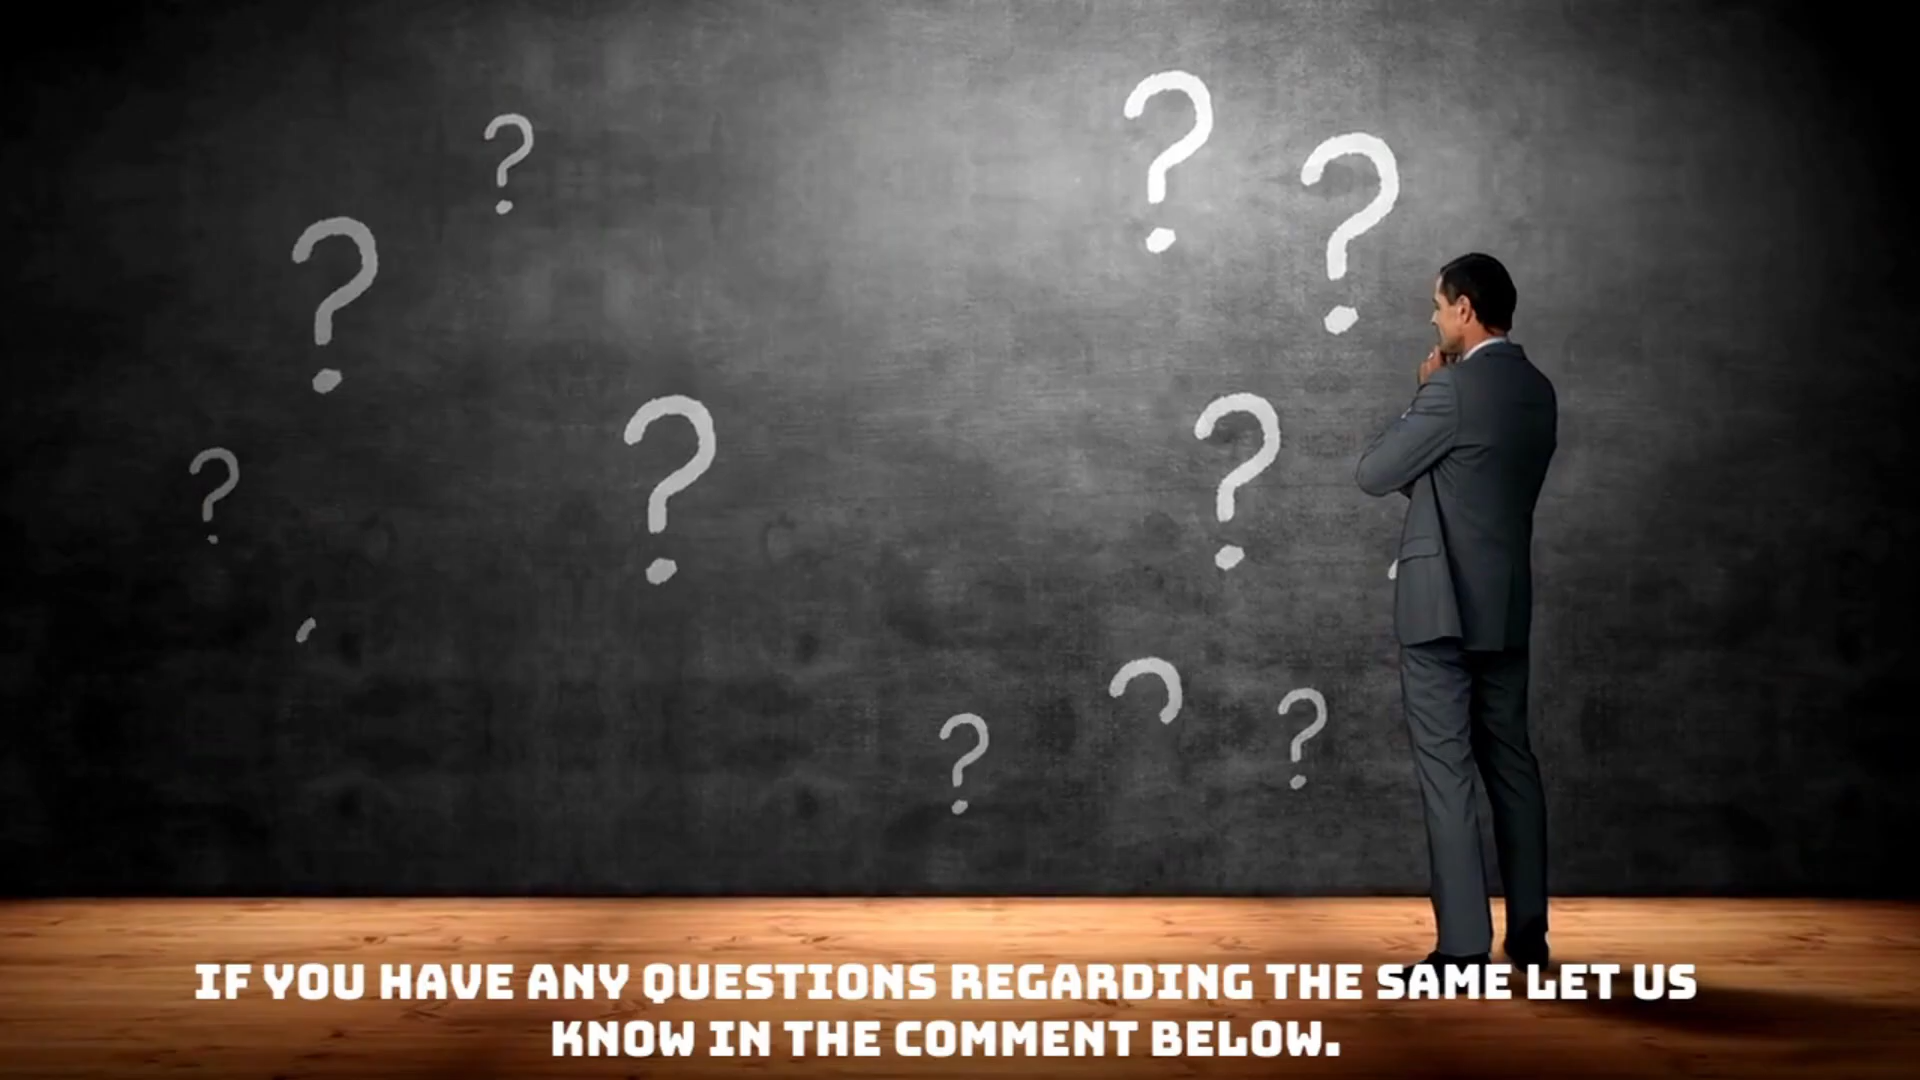 ? ? ? ? ? ? ? ? ?
IF YOU HAVE ANY QUESTIONS REGARDING THE SAME LET US
KNOW IN THE COMMENT BELOW.